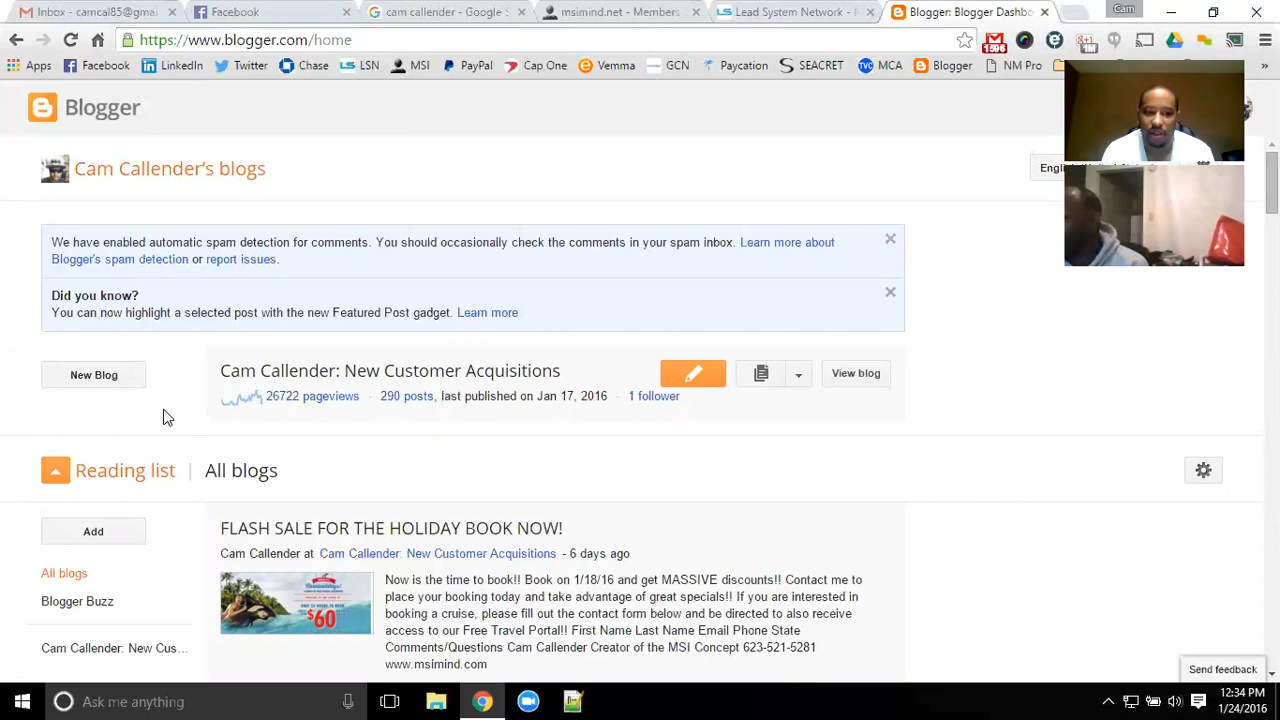 Inbox - camcal85@gmai
Facebook
cam callender - Google S
msimind.net - Members
Lead System Network -
Blogger: Blogger Dashbo
Cam
https://www.blogger.com/home
1596
g+1
1M
Apps Facebook LinkedIn Twitter Chase LSN MSI PayPal Cap One Vemma GCN Paycation SEACRET MCA Blogger NM Pro
Blogger
Cam Callender's blogs
We have enabled automatic spam detection for comments. You should occasionally check the comments in your spam inbox. Learn more about
Blogger's spam detection or report issues.
Did you know?
You can now highlight a selected post with the new Featured Post gadget. Learn more
New Blog
Cam Callender: New Customer Acquisitions
View blog
26722 pageviews · 290 posts, last published on Jan 17, 2016 · 1 follower
Reading list | All blogs
Add
FLASH SALE FOR THE HOLIDAY BOOK NOW!
Cam Callender at Cam Callender: New Customer Acquisitions - 6 days ago
All blogs
Blogger Buzz
Cam Callender: New Cus...
$60
Now is the time to book!! Book on 1/18/16 and get MASSIVE discounts!! Contact me to
place your booking today and take advantage of great specials!! If you are interested in
booking a cruise, please fill out the contact form below and be directed to also receive
access to our Free Travel Portal!! First Name Last Name Email Phone State
Comments/Questions Cam Callender Creator of the MSI Concept 623-521-5281
www.msimind.com
Send feedback
Ask me anything
12:34 PM
1/24/2016